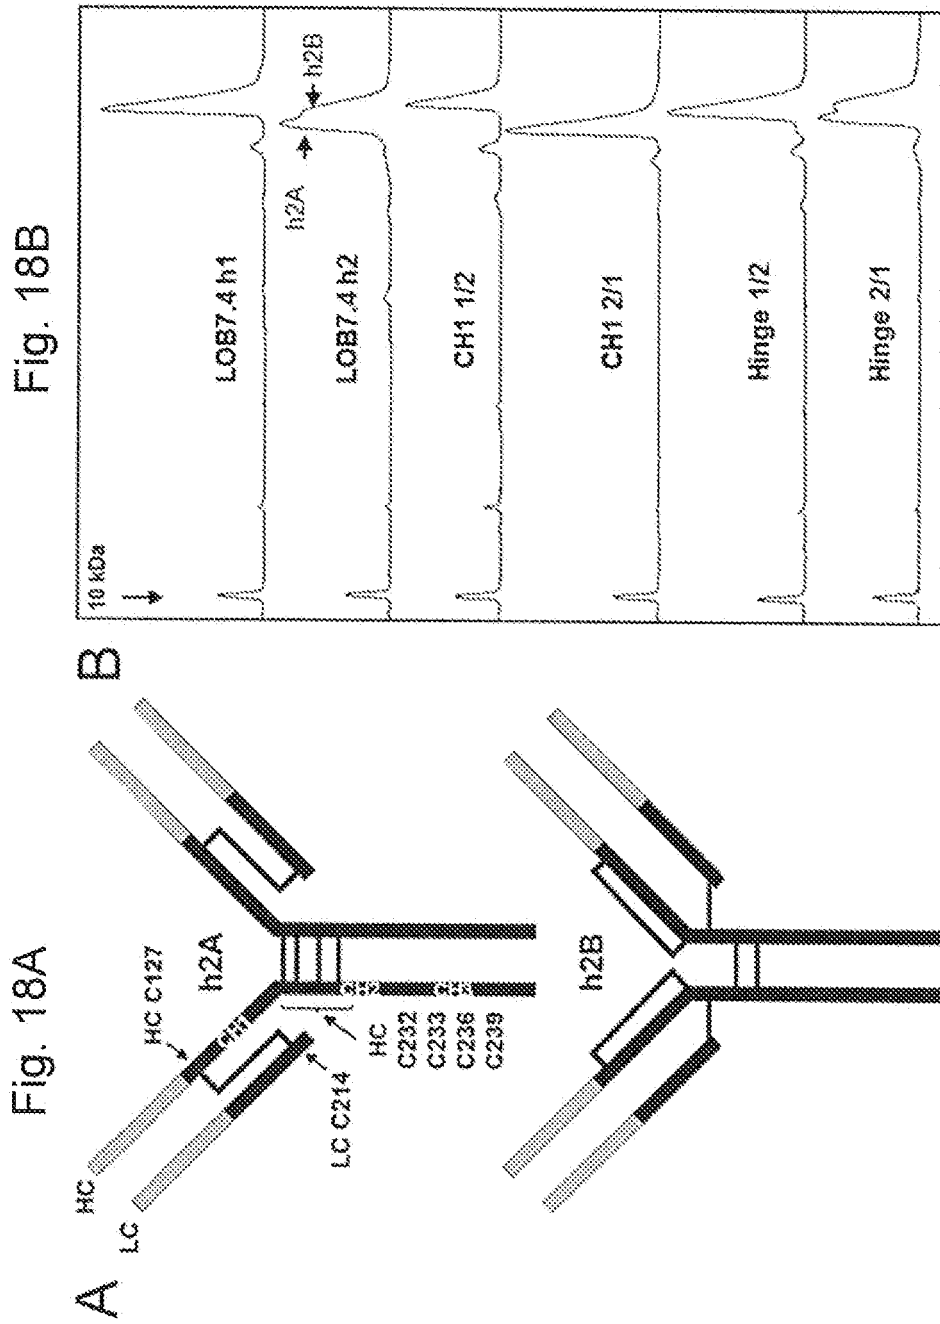 Fig. 18A
A
HC
LC
HC C127
h2A
LC C214
HC
C232
C233
C236
C239
h2B
Fig. 18B
B
10 kDa
LOB7.4 h1
LOB7.4 h2
h2A
h2B
CH1 1/2
CH1 2/1
Hinge 1/2
Hinge 2/1